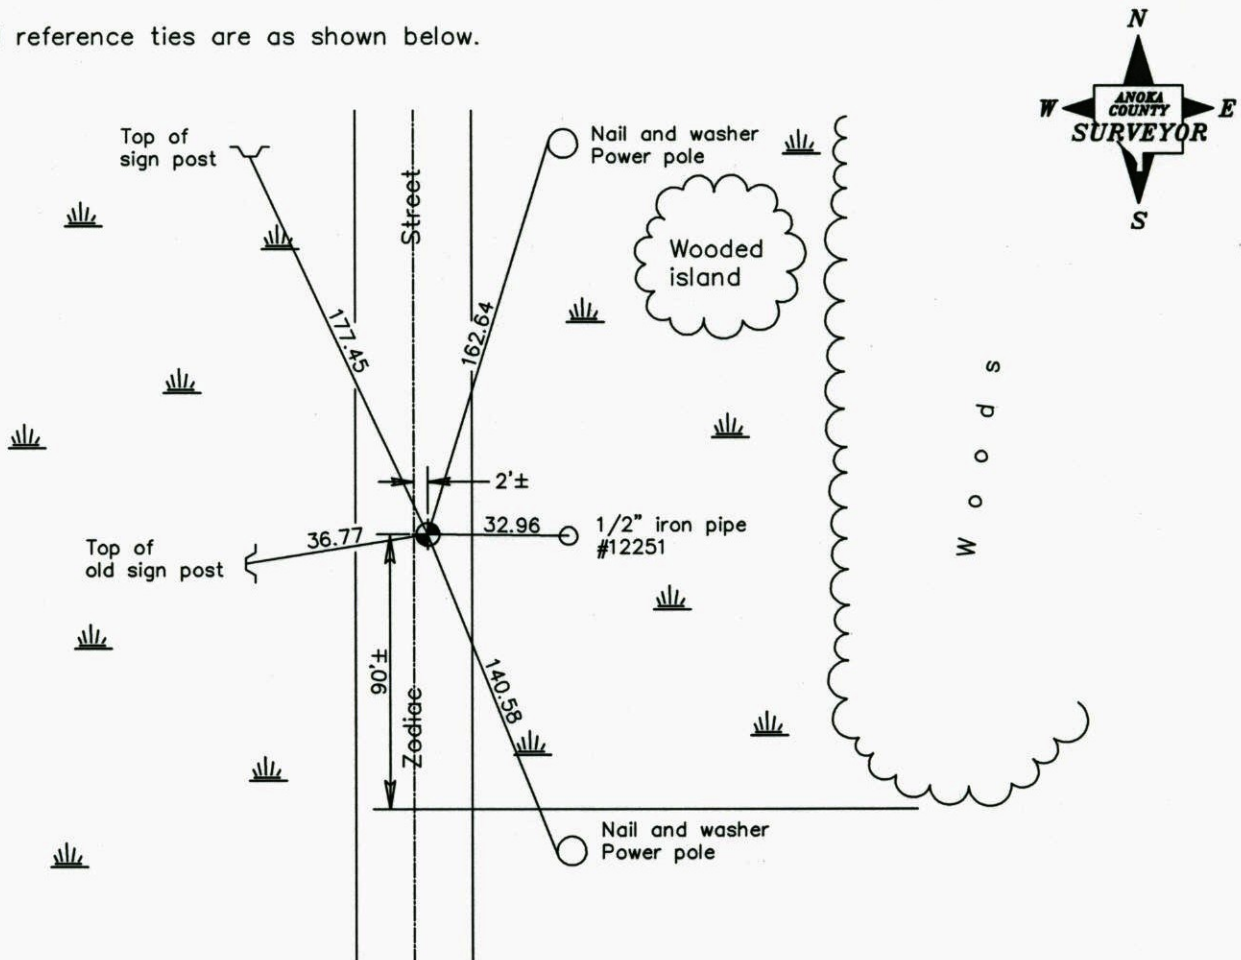 reference ties are as shown below.
N
W
ANOKA
COUNTY
E
SURVEYOR
S
Top of
sign post
Nail and washer
Power pole
Street
Wooded
island
177.45
162.64
Woods
2'±
36.77
32.96
1/2" iron pipe
#12251
Top of
old sign post
90'±
140.58
Zodiac
Nail and washer
Power pole